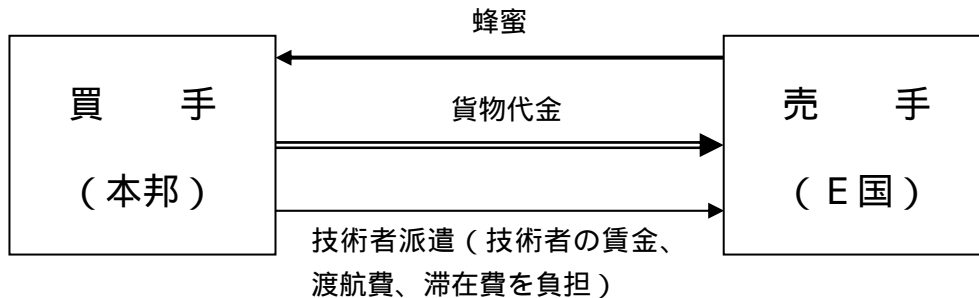 蜂蜜
買　　手
（本邦）
貨物代金
売　　手
（Ｅ国）
技術者派遣（技術者の賃金、
渡航費、滞在費を負担）